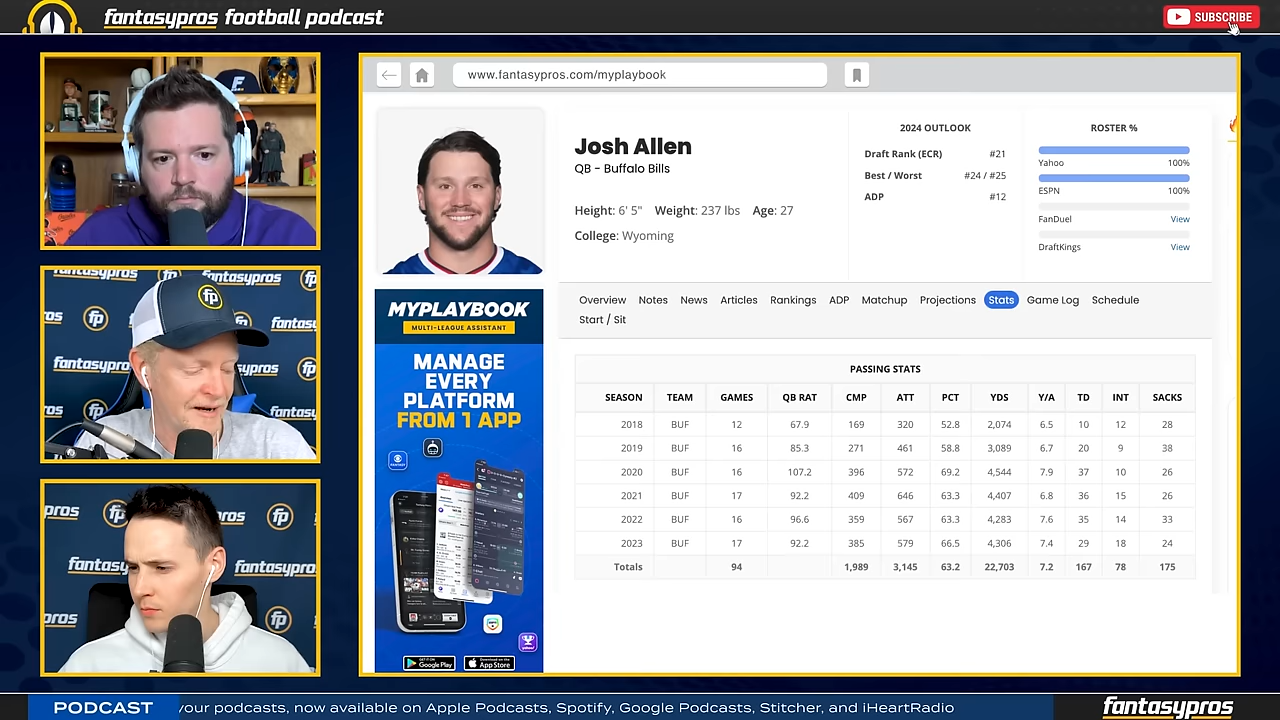 fantasypros football podcast
SUBSCRIBE
www.fantasypros.com/myplaybook
Josh Allen
QB - Buffalo Bills
Height: 6' 5" Weight: 237 lbs Age: 27
College: Wyoming
2024 OUTLOOK
Draft Rank (ECR) #21
Best / Worst #24 / #25
ADP #12
ROSTER %
Yahoo 100%
ESPN 100%
FanDuel View
DraftKings View
Overview Notes News Articles Rankings ADP Matchup Projections Stats Game Log Schedule
Start / Sit
MYPLAYBOOK
MULTI-LEAGUE ASSISTANT
MANAGE
EVERY
PLATFORM
FROM 1 APP
GET IT ON
Google Play
Download on the
App Store
PASSING STATS
SEASON TEAM GAMES QB RAT CMP ATT PCT YDS Y/A TD INT SACKS
2018 BUF 12 67.9 169 320 52.8 2,074 6.5 10 12 28
2019 BUF 16 85.3 271 461 58.8 3,089 6.7 20 9 38
2020 BUF 16 107.2 396 572 69.2 4,544 7.9 37 10 26
2021 BUF 17 92.2 409 646 63.3 4,407 6.8 36 15 26
2022 BUF 16 96.6 359 567 63.3 4,283 7.6 35 14 33
2023 BUF 17 92.2 385 579 66.5 4,306 7.4 29 18 24
Totals 94 1,989 3,145 63.2 22,703 7.2 167 78 175
PODCAST
your podcasts, now available on Apple Podcasts, Spotify, Google Podcasts, Stitcher, and iHeartRadio
fantasypros